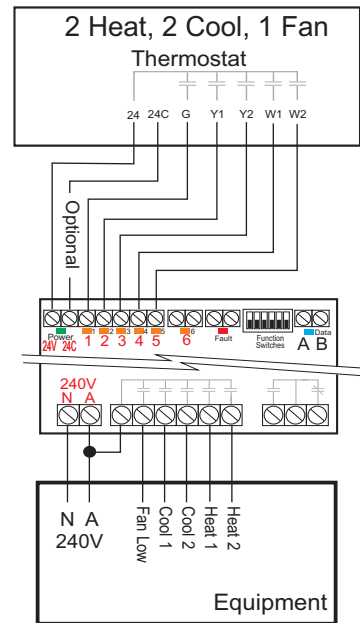 2 Heat, 2 Cool, 1 Fan
Thermostat
24 24C G Y1 Y2 W1 W2
Optional
1 2 3 4 5 6
Power
24V 24C 1 2 3 4 5 6 Fault Function Switches A B Data
240V
N A
N A
240V
Fan Low
Cool 1
Cool 2
Heat 1
Heat 2
Equipment